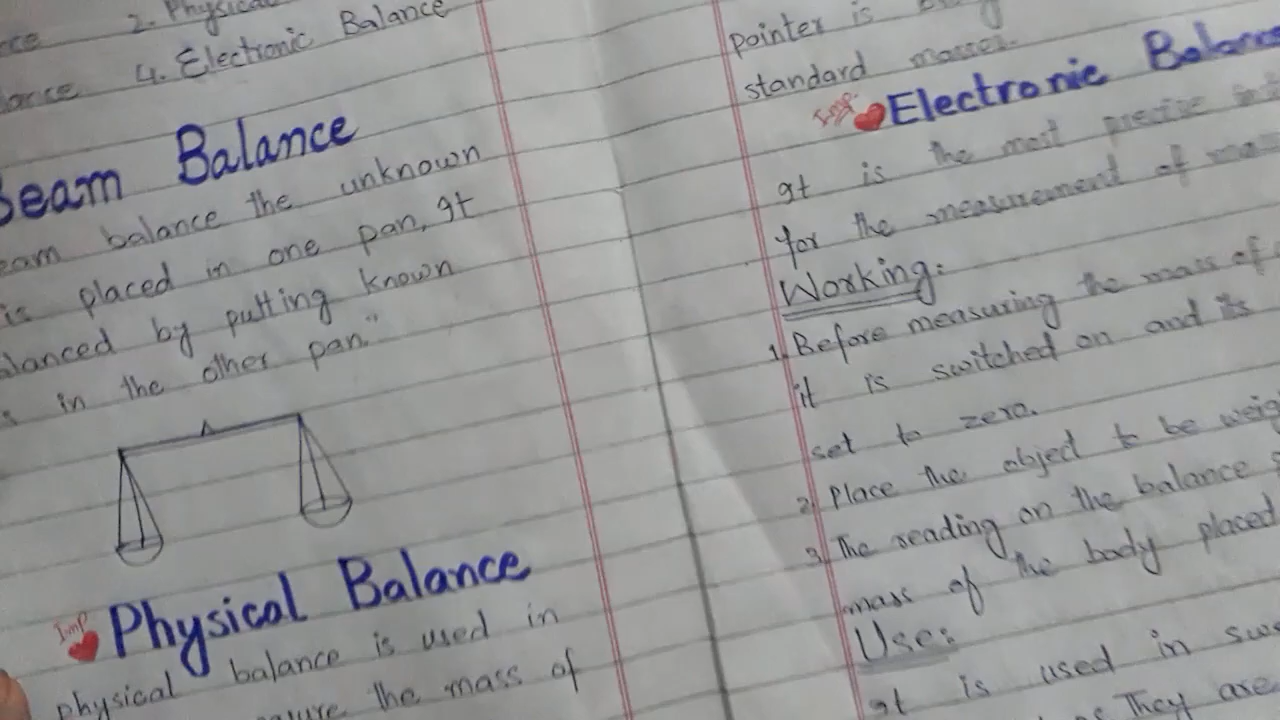 2. Physical
4. Electronic Balance
Beam Balance
balance the unknown
is placed in one pan, It
by putting known
in the other pan."
Imp
Physical Balance
physical balance is used in
the mass of
pointer is
standard masses.
Imp
Electronic Balance
It is the most precise
for the measurement of
Working:
1. Before measuring the mass of
it is switched on and its
set to zero.
2. Place the object to be
3. The reading on the balance
mass of the body placed
Use:
It is used in
They are